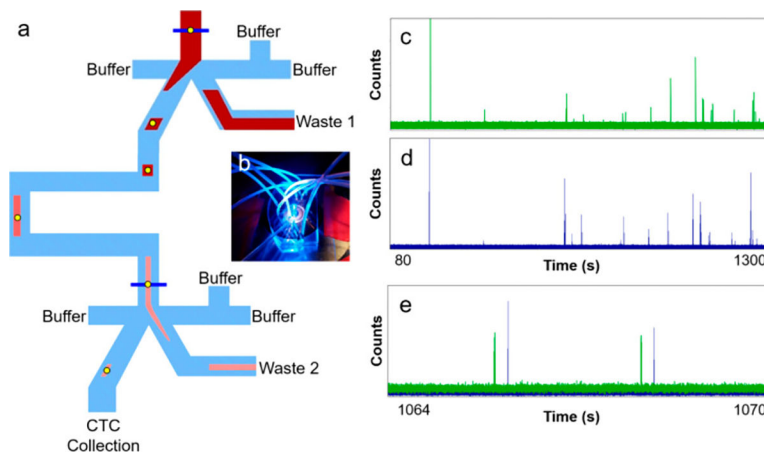 a
Buffer
Buffer
Buffer
Waste 1
b
Buffer
Buffer
Buffer
Waste 2
CTC
Collection
c
Counts
d
Counts
80
Time (s)
1300
e
Counts
1064
Time (s)
1070